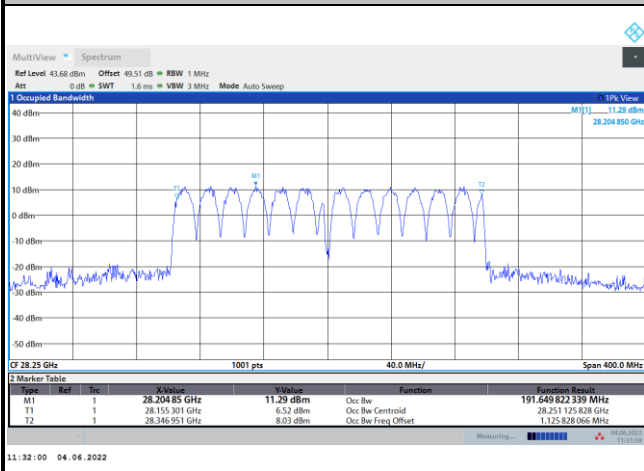 MultiView Spectrum
Ref Level 43.68 dBm Offset 49.51 dB RBW 1 MHz
Att 0 dB SWT 1.6 ms VBW 3 MHz Mode Auto Sweep
1 Occupied Bandwidth 1Pk View
M1[1] 11.29 dBm
28.204 850 GHz
40 dBm
30 dBm
20 dBm
M1
T1 T2
10 dBm
0 dBm
-10 dBm
-20 dBm
-30 dBm
-40 dBm
-50 dBm
CF 28.25 GHz 1001 pts 40.0 MHz/ Span 400.0 MHz
2 Marker Table
Type Ref Trc X-Value Y-Value Function Function Result
M1 1 28.204 85 GHz 11.29 dBm Occ Bw 191.649 822 339 MHz
T1 1 28.155 301 GHz 6.52 dBm Occ Bw Centroid 28.251 125 828 GHz
T2 1 28.346 951 GHz 8.03 dBm Occ Bw Freq Offset 1.125 828 066 MHz
Measuring... 04.06.2022
11:31:59
11:32:00 04.06.2022